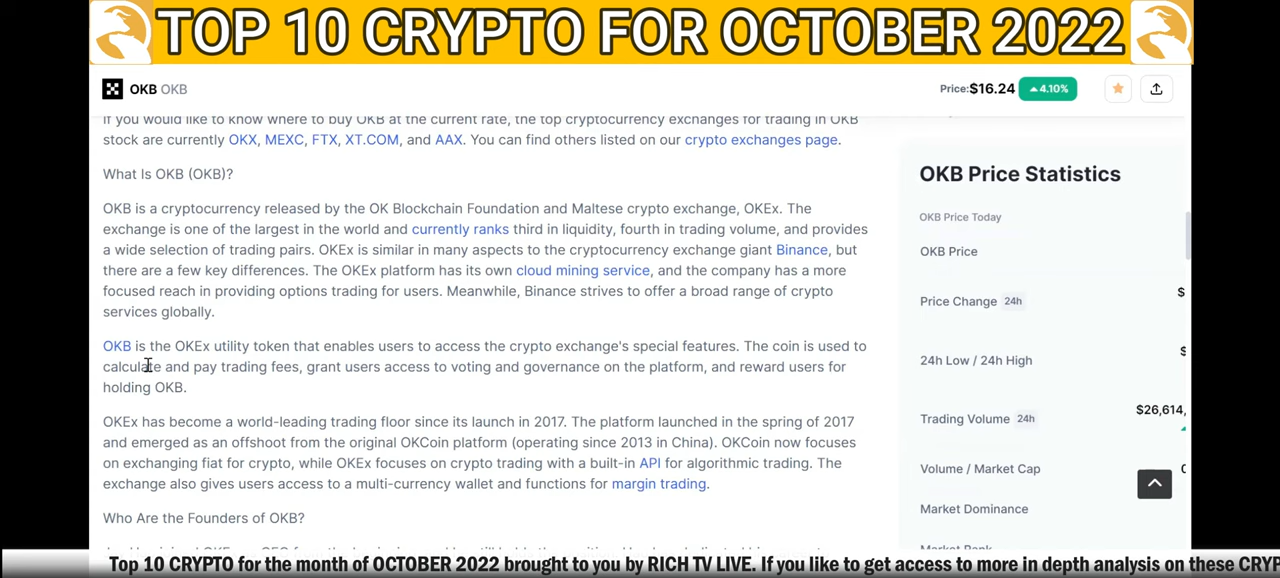 TOP 10 CRYPTO FOR OCTOBER 2022
OKB OKB
Price:$16.24 4.10%
If you would like to know where to buy OKB at the current rate, the top cryptocurrency exchanges for trading in OKB
stock are currently OKX, MEXC, FTX, XT.COM, and AAX. You can find others listed on our crypto exchanges page.
What Is OKB (OKB)?
OKB is a cryptocurrency released by the OK Blockchain Foundation and Maltese crypto exchange, OKEx. The
exchange is one of the largest in the world and currently ranks third in liquidity, fourth in trading volume, and provides
a wide selection of trading pairs. OKEx is similar in many aspects to the cryptocurrency exchange giant Binance, but
there are a few key differences. The OKEx platform has its own cloud mining service, and the company has a more
focused reach in providing options trading for users. Meanwhile, Binance strives to offer a broad range of crypto
services globally.
OKB is the OKEx utility token that enables users to access the crypto exchange's special features. The coin is used to
calculate and pay trading fees, grant users access to voting and governance on the platform, and reward users for
holding OKB.
OKEx has become a world-leading trading floor since its launch in 2017. The platform launched in the spring of 2017
and emerged as an offshoot from the original OKCoin platform (operating since 2013 in China). OKCoin now focuses
on exchanging fiat for crypto, while OKEx focuses on crypto trading with a built-in API for algorithmic trading. The
exchange also gives users access to a multi-currency wallet and functions for margin trading.
Who Are the Founders of OKB?
OKB Price Statistics
OKB Price Today
OKB Price
Price Change 24h
$
24h Low / 24h High
$
Trading Volume 24h
$26,614,
Volume / Market Cap
Market Dominance
Market Rank
Top 10 CRYPTO for the month of OCTOBER 2022 brought to you by RICH TV LIVE. If you like to get access to more in depth analysis on these CRYP